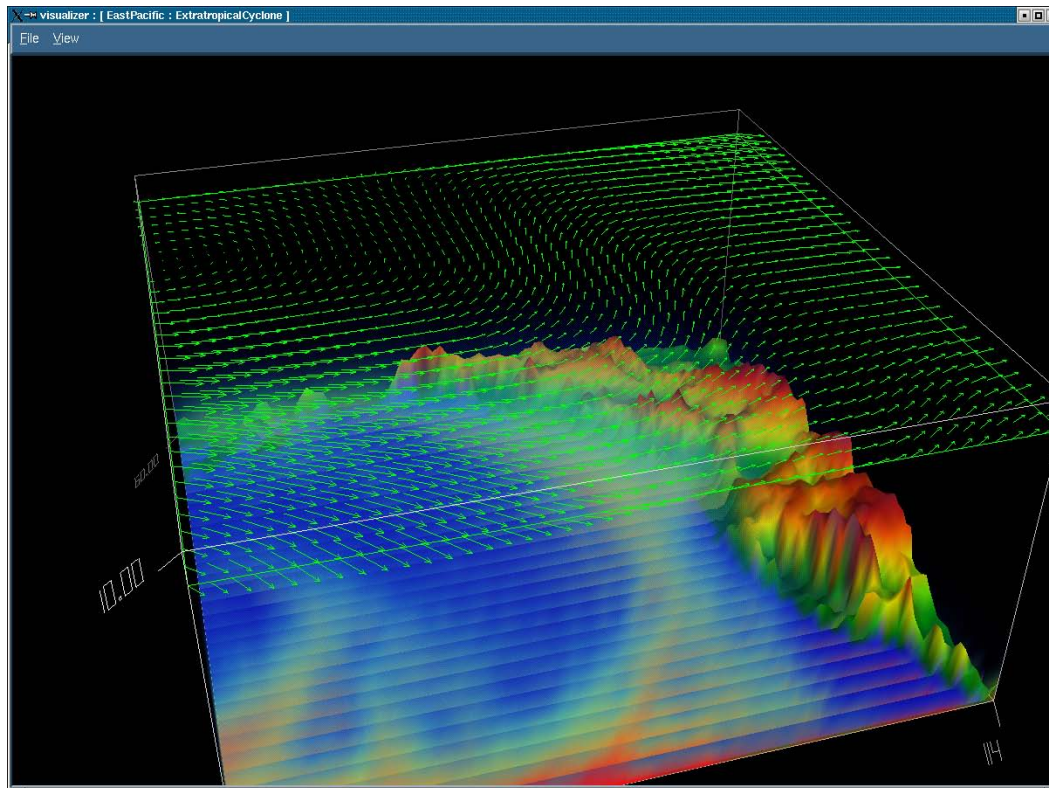 visualizer : [ EastPacific : ExtratropicalCyclone ]
File View
60.00
10.00
114